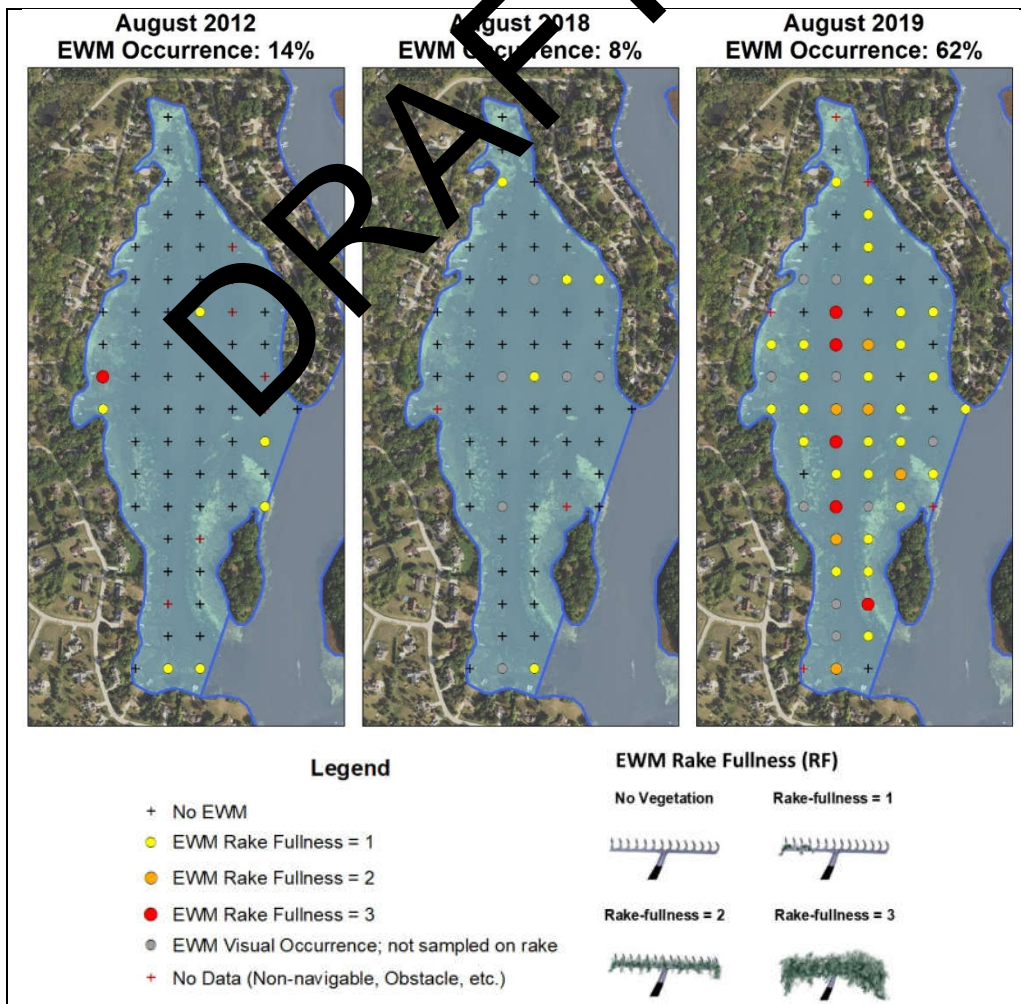 August 2012
EWM Occurrence: 14%
August 2018
EWM Occurrence: 8%
August 2019
EWM Occurrence: 62%
DRAFT
Legend
No EWM
EWM Rake Fullness = 1
EWM Rake Fullness = 2
EWM Rake Fullness = 3
EWM Visual Occurrence; not sampled on rake
No Data (Non-navigable, Obstacle, etc.)
EWM Rake Fullness (RF)
No Vegetation
Rake-fullness = 1
Rake-fullness = 2
Rake-fullness = 3